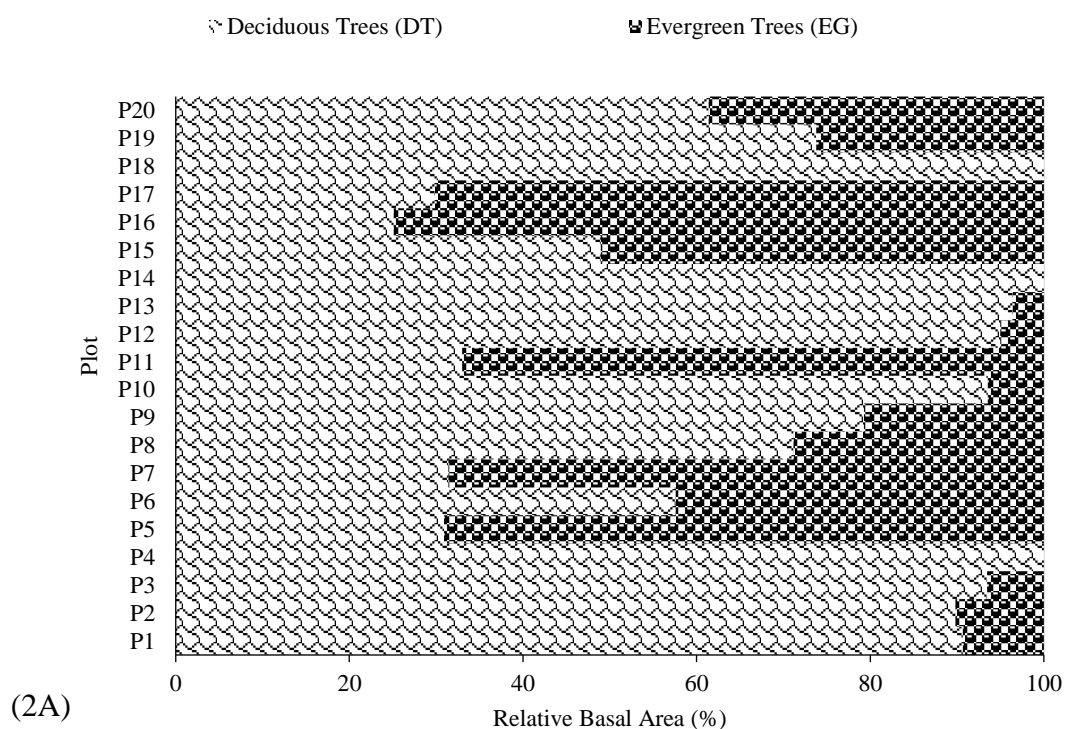 Deciduous Trees (DT) Evergreen Trees (EG)
P20
P19
P18
P17
P16
P15
P14
P13
P12
P11
P10
P9
P8
P7
P6
P5
P4
P3
P2
P1
Plot
0 20 40 60 80 100
(2A)
Relative Basal Area (%)